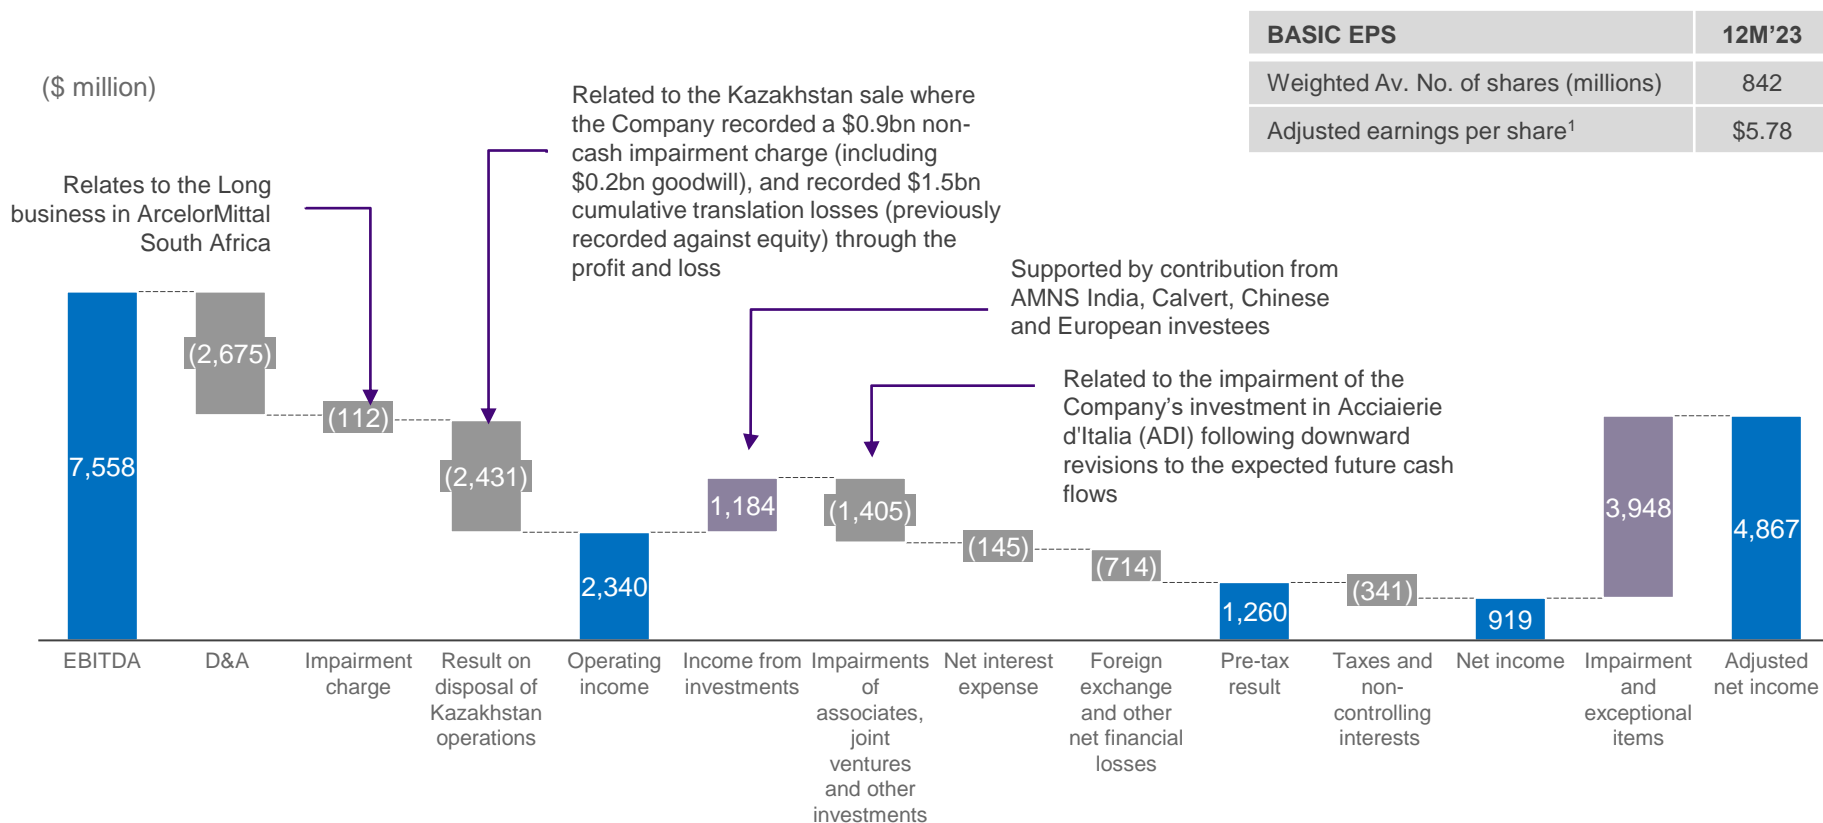 BASIC EPS 12M’23
Weighted Av. No. of shares (millions) 842
Adjusted earnings per share1 $5.78
($ million)
Relates to the Long
business in ArcelorMittal
South Africa
Related to the Kazakhstan sale where
the Company recorded a $0.9bn non-
cash impairment charge (including
$0.2bn goodwill), and recorded $1.5bn
cumulative translation losses (previously
recorded against equity) through the
profit and loss
Supported by contribution from
AMNS India, Calvert, Chinese
and European investees
Related to the impairment of the
Company’s investment in Acciaierie
d'Italia (ADI) following downward
revisions to the expected future cash
flows
7,558
(2,675)
(112)
(2,431)
2,340
1,184
(1,405)
(145)
(714)
1,260
(341)
919
3,948
4,867
EBITDA
D&A
Impairment
charge
Result on
disposal of
Kazakhstan
operations
Operating
income
Income from
investments
Impairments
of
associates,
joint
ventures
and other
investments
Net interest
expense
Foreign
exchange
and other
net financial
losses
Pre-tax
result
Taxes and
non-
controlling
interests
Net income
Impairment
and
exceptional
items
Adjusted
net income